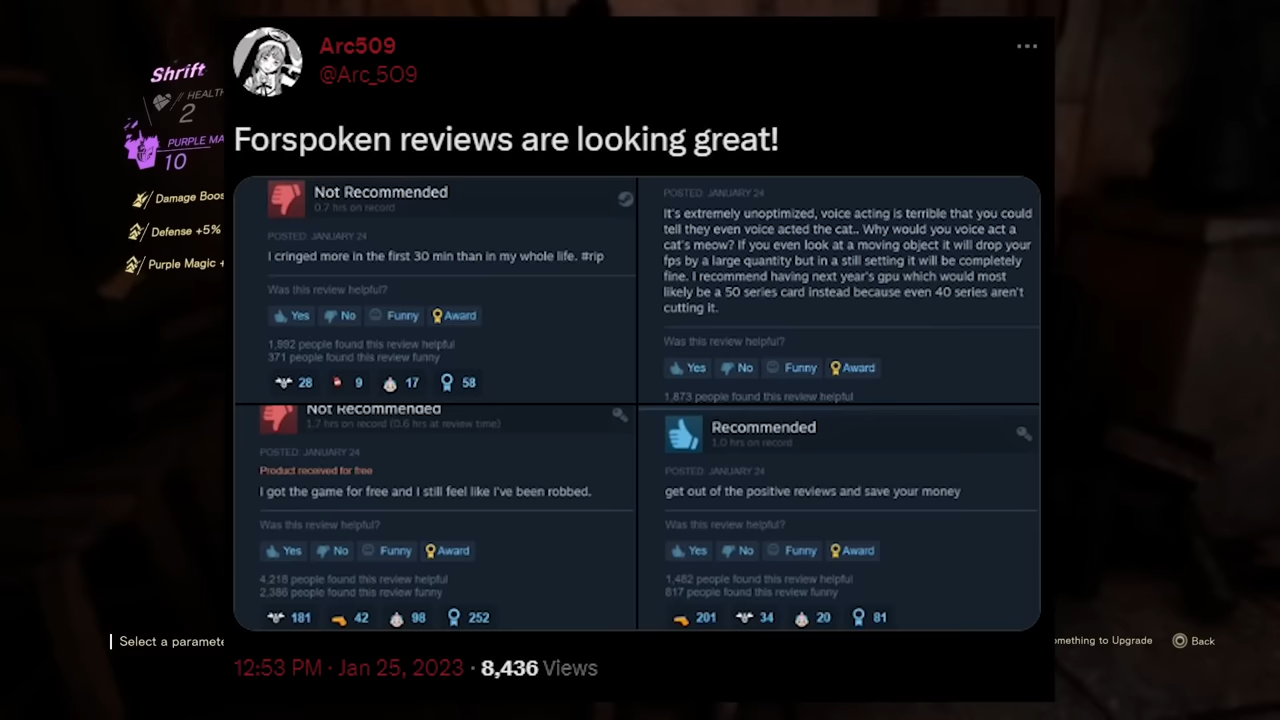 Arc509
@Arc_5O9
Forspoken reviews are looking great!
Shrift
HEALTH
2
PURPLE MA
10
Damage Boos
Defense +5%
Purple Magic +
Not Recommended
0.7 hrs on record
POSTED: JANUARY 24
I cringed more in the first 30 min than in my whole life. #rip
Was this review helpful?
Yes No Funny Award
1,892 people found this review helpful
371 people found this review funny
28 9 17 58
POSTED: JANUARY 24
It's extremely unoptimized, voice acting is terrible that you could
tell they even voice acted the cat.. Why would you voice act a
cat's meow? If you even look at a moving object it will drop your
fps by a large quantity but in a still setting it will be completely
fine. I recommend having next year's gpu which would most
likely be a 50 series card instead because even 40 series aren't
cutting it.
Was this review helpful?
Yes No Funny Award
1,873 people found this review helpful
Not Recommended
1.7 hrs on record (0.6 hrs at review time)
POSTED: JANUARY 24
Product received for free
I got the game for free and I still feel like I've been robbed.
Was this review helpful?
Yes No Funny Award
4,218 people found this review helpful
2,386 people found this review funny
181 42 98 252
Recommended
1.0 hrs on record
POSTED: JANUARY 24
get out of the positive reviews and save your money
Was this review helpful?
Yes No Funny Award
1,482 people found this review helpful
817 people found this review funny
201 34 20 81
Select a paramete
omething to Upgrade
Back
12:53 PM · Jan 25, 2023 · 8,436 Views